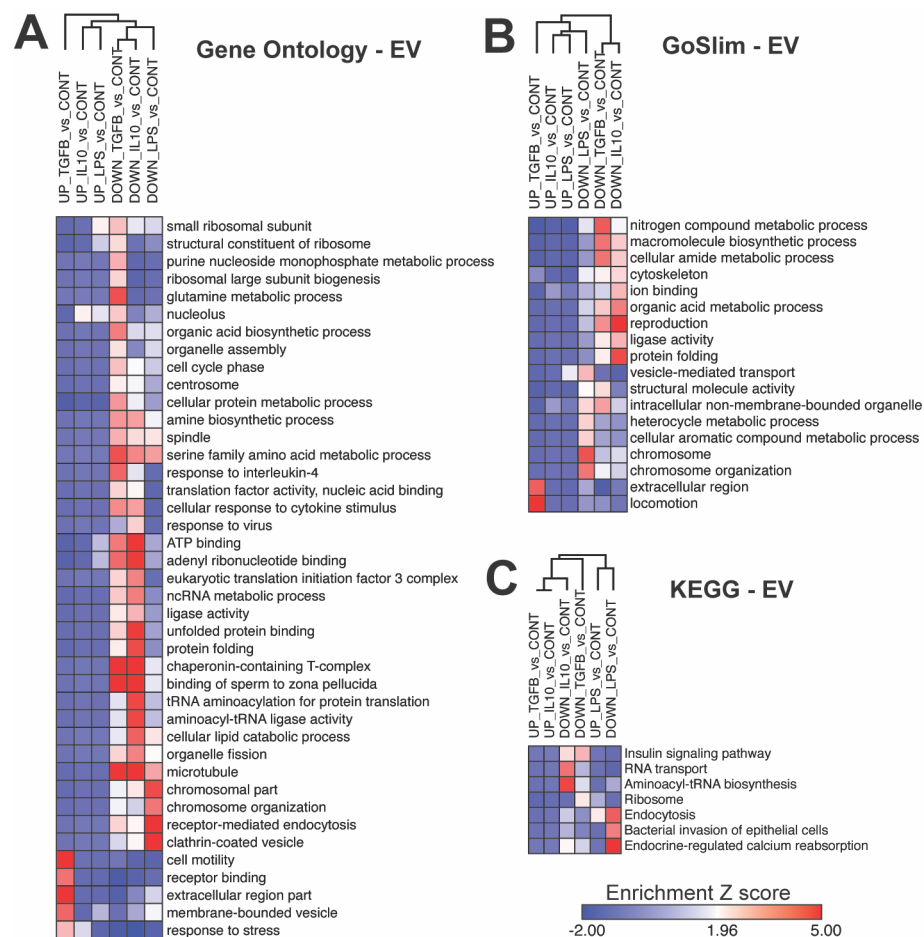 A
Gene Ontology - EV
UP_TGFB_vs_CONT
UP_IL10_vs_CONT
UP_LPS_vs_CONT
DOWN_TGFB_vs_CONT
DOWN_IL10_vs_CONT
DOWN_LPS_vs_CONT
small ribosomal subunit
structural constituent of ribosome
purine nucleoside monophosphate metabolic process
ribosomal large subunit biogenesis
glutamine metabolic process
nucleolus
organic acid biosynthetic process
organelle assembly
cell cycle phase
centrosome
cellular protein metabolic process
amine biosynthetic process
spindle
serine family amino acid metabolic process
response to interleukin-4
translation factor activity, nucleic acid binding
cellular response to cytokine stimulus
response to virus
ATP binding
adenyl ribonucleotide binding
eukaryotic translation initiation factor 3 complex
ncRNA metabolic process
ligase activity
unfolded protein binding
protein folding
chaperonin-containing T-complex
binding of sperm to zona pellucida
tRNA aminoacylation for protein translation
aminoacyl-tRNA ligase activity
cellular lipid catabolic process
organelle fission
microtubule
chromosomal part
chromosome organization
receptor-mediated endocytosis
clathrin-coated vesicle
cell motility
receptor binding
extracellular region part
membrane-bounded vesicle
response to stress
B
GoSlim - EV
UP_TGFB_vs_CONT
UP_IL10_vs_CONT
UP_LPS_vs_CONT
DOWN_LPS_vs_CONT
DOWN_TGFB_vs_CONT
DOWN_IL10_vs_CONT
nitrogen compound metabolic process
macromolecule biosynthetic process
cellular amide metabolic process
cytoskeleton
ion binding
organic acid metabolic process
reproduction
ligase activity
protein folding
vesicle-mediated transport
structural molecule activity
intracellular non-membrane-bounded organelle
heterocycle metabolic process
cellular aromatic compound metabolic process
chromosome
chromosome organization
extracellular region
locomotion
C
KEGG - EV
UP_TGFB_vs_CONT
UP_IL10_vs_CONT
DOWN_IL10_vs_CONT
DOWN_TGFB_vs_CONT
UP_LPS_vs_CONT
DOWN_LPS_vs_CONT
Insulin signaling pathway
RNA transport
Aminoacyl-tRNA biosynthesis
Ribosome
Endocytosis
Bacterial invasion of epithelial cells
Endocrine-regulated calcium reabsorption
Enrichment Z score
-2.00 1.96 5.00